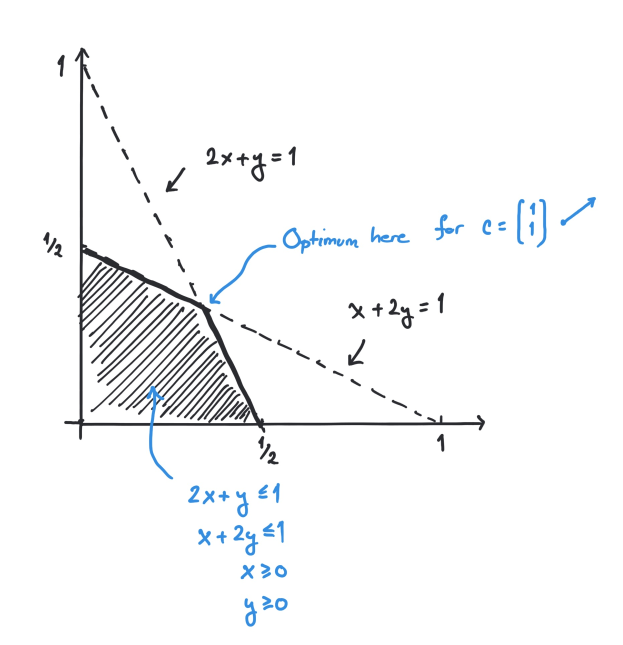 1
2x+y=1
1/2
Optimum here for c = [1 1]
x+2y=1
1/2
1
2x+y ≤1
x+2y≤1
x≥0
y≥0